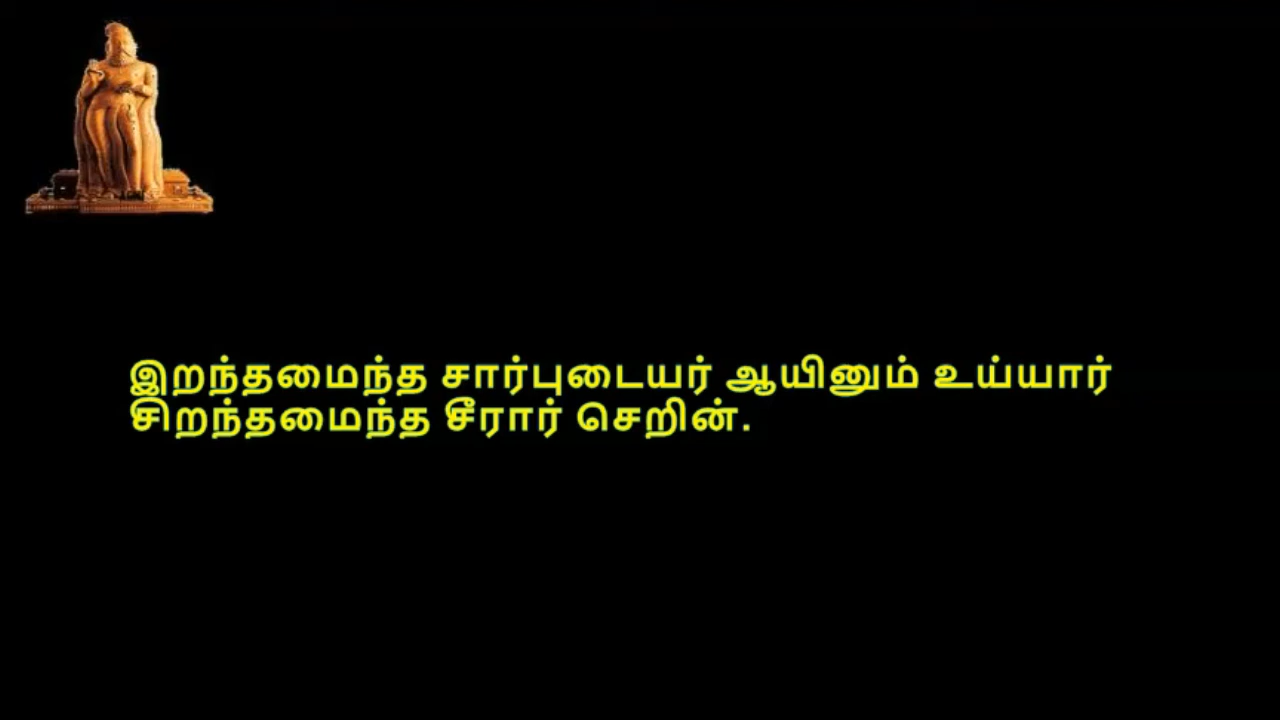 இறந்தமைந்த சார்புடையர் ஆயினும் உய்யார்
சிறந்தமைந்த சீரார் செறின்.